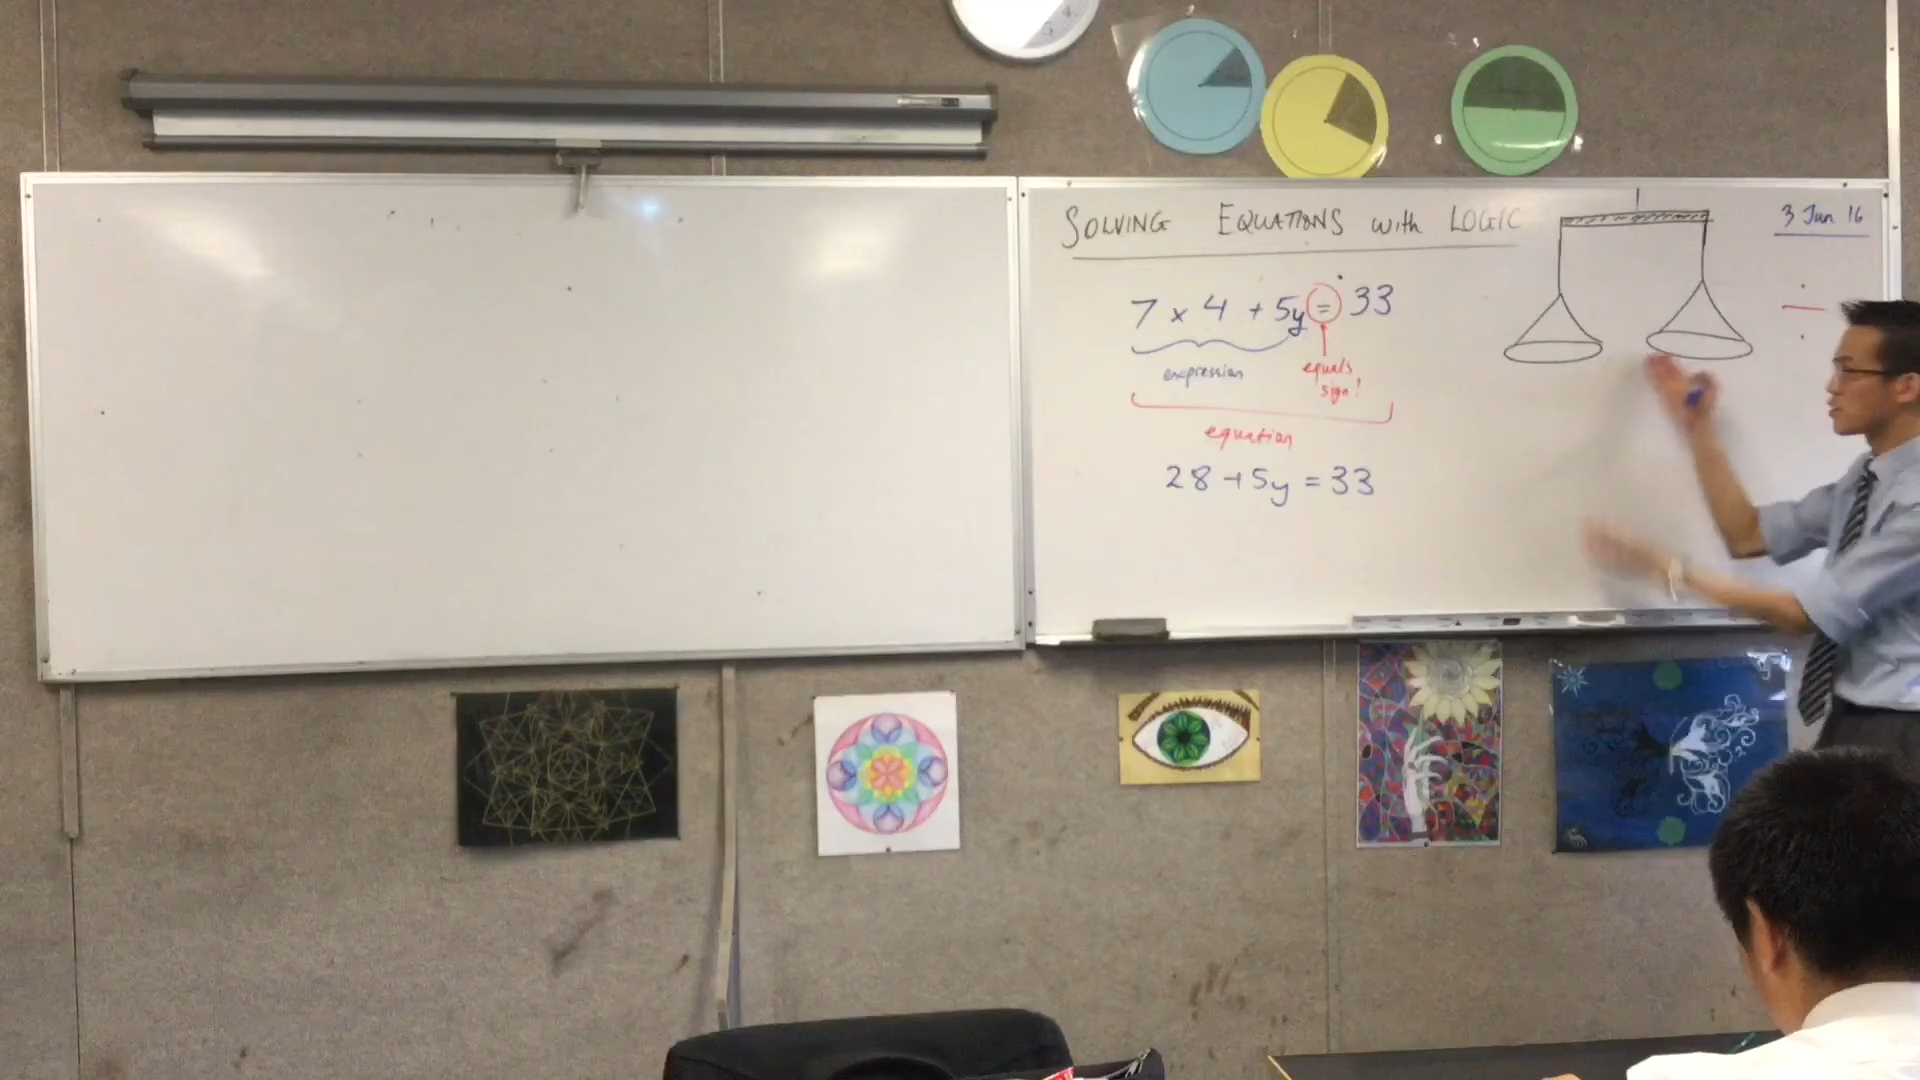 SOLVING EQUATIONS with LOGIC
3 Jun 16
7 × 4 + 5y = 33
expression
equals
sign!
equation
28 + 5y = 33